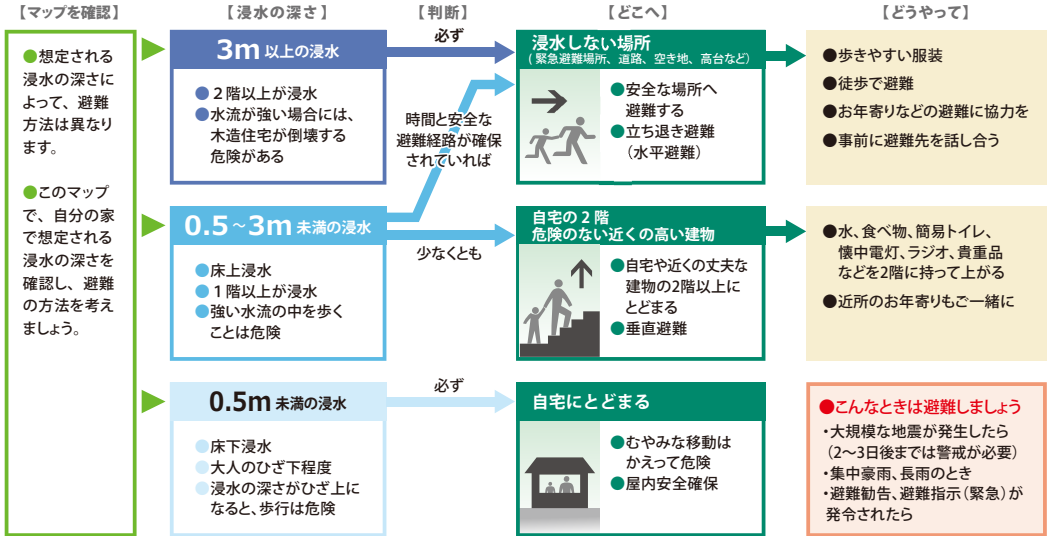 【マップを確認】
【浸水の深さ】
【判断】
【どこへ】
【どうやって】
●想定される
浸水の深さに
よって、避難
方法は異なり
ます。
●このマップ
で、自分の家
で想定される
浸水の深さを
確認し、避難
の方法を考え
ましょう。
3m 以上の浸水
●２階以上が浸水
●水流が強い場合には、
木造住宅が倒壊する
危険がある
必ず
時間と安全な
避難経路が確保
されていれば
浸水しない場所
(緊急避難場所、道路、空き地、高台など)
●安全な場所へ
避難する
●立ち退き避難
（水平避難）
●歩きやすい服装
●徒歩で避難
●お年寄りなどの避難に協力を
●事前に避難先を話し合う
0.5～3m 未満の浸水
●床上浸水
●１階以上が浸水
●強い水流の中を歩く
ことは危険
少なくとも
自宅の２階
危険のない近くの高い建物
●自宅や近くの丈夫な
建物の2階以上に
とどまる
●垂直避難
●水、食べ物、簡易トイレ、
懐中電灯、ラジオ、貴重品
などを2階に持って上がる
●近所のお年寄りもご一緒に
0.5m 未満の浸水
●床下浸水
●大人のひざ下程度
●浸水の深さがひざ上に
なると、歩行は危険
必ず
自宅にとどまる
●むやみな移動は
かえって危険
●屋内安全確保
●こんなときは避難しましょう
・大規模な地震が発生したら
（2～3日後までは警戒が必要）
・集中豪雨、長雨のとき
・避難勧告、避難指示（緊急）が
発令されたら